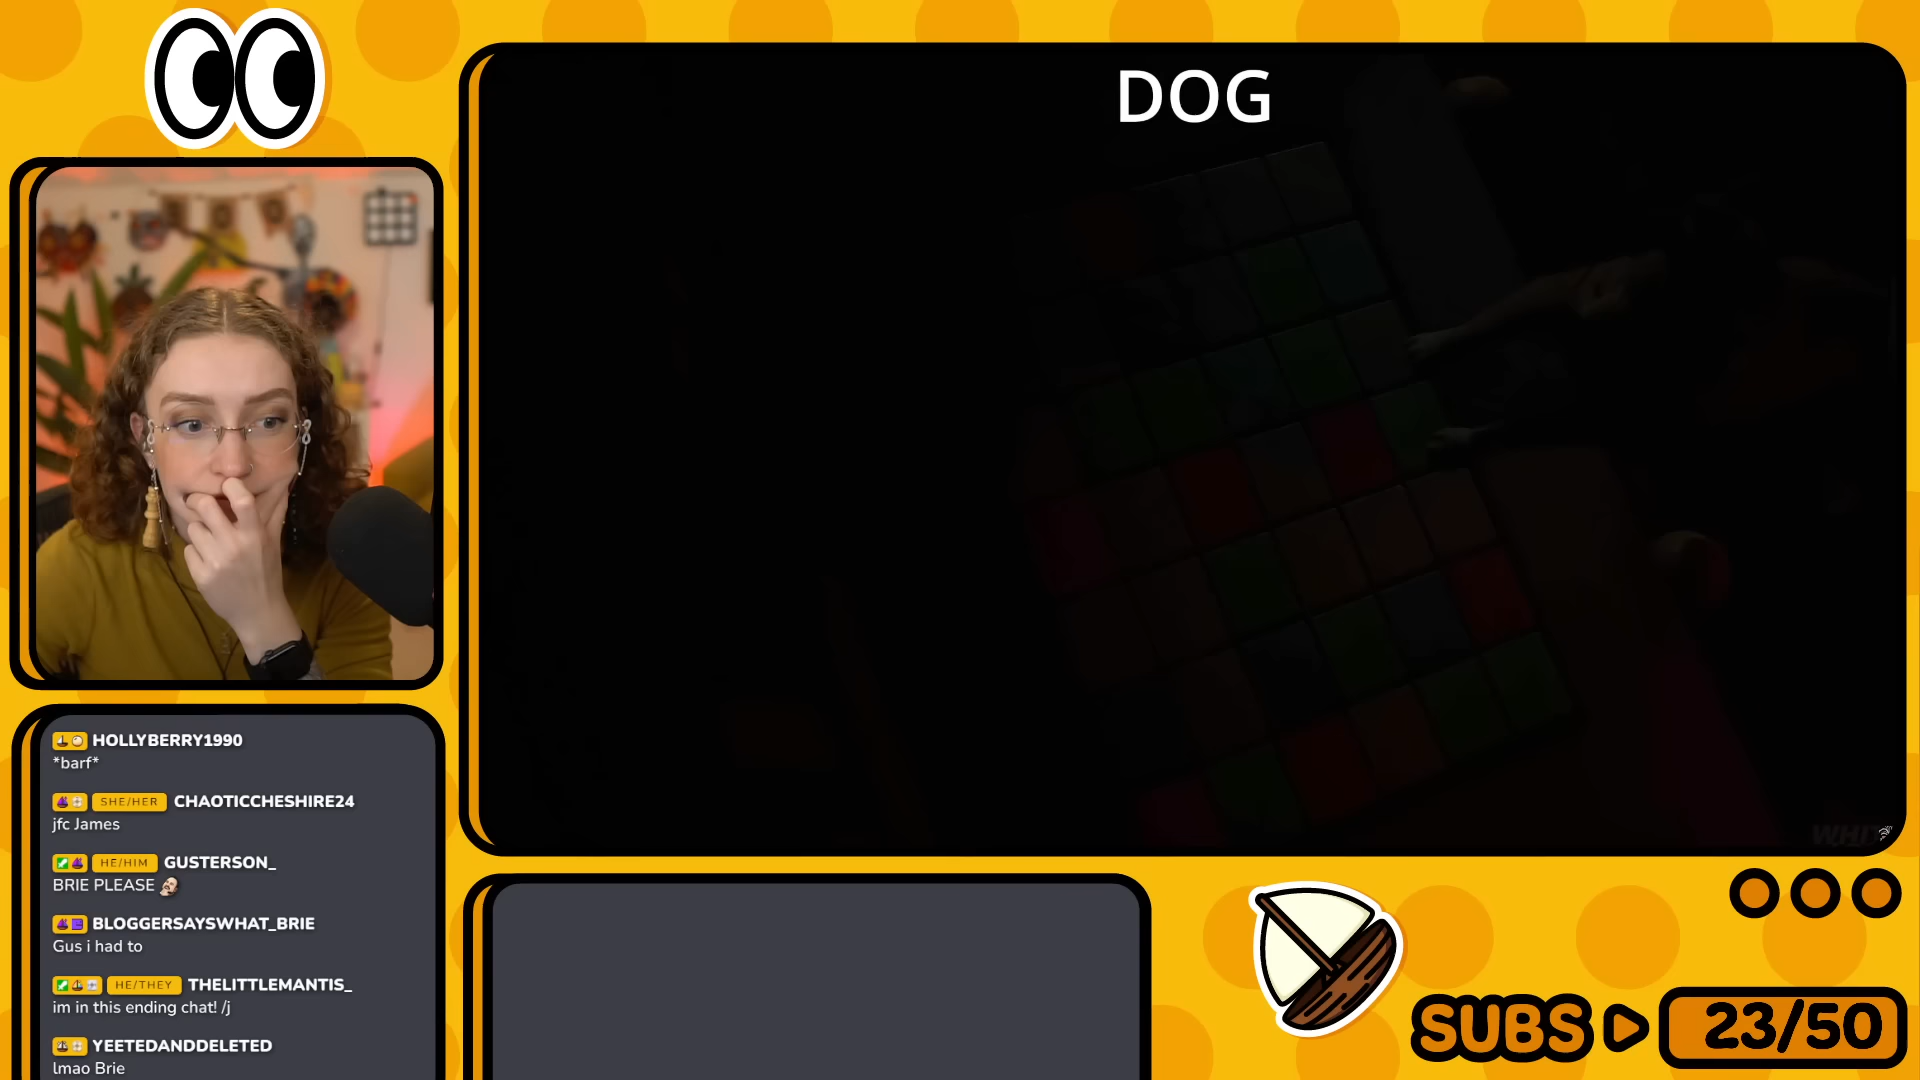 DOG
HOLLYBERRY1990
*barf*
SHE/HER CHAOTICCHESHIRE24
jfc James
HE/HIM GUSTERSON_
BRIE PLEASE
BLOGGERSAYSWHAT_BRIE
Gus i had to
HE/THEY THELITTLEMANTIS_
im in this ending chat! /j
YEETEDANDDELETED
lmao Brie
SUBS 23/50